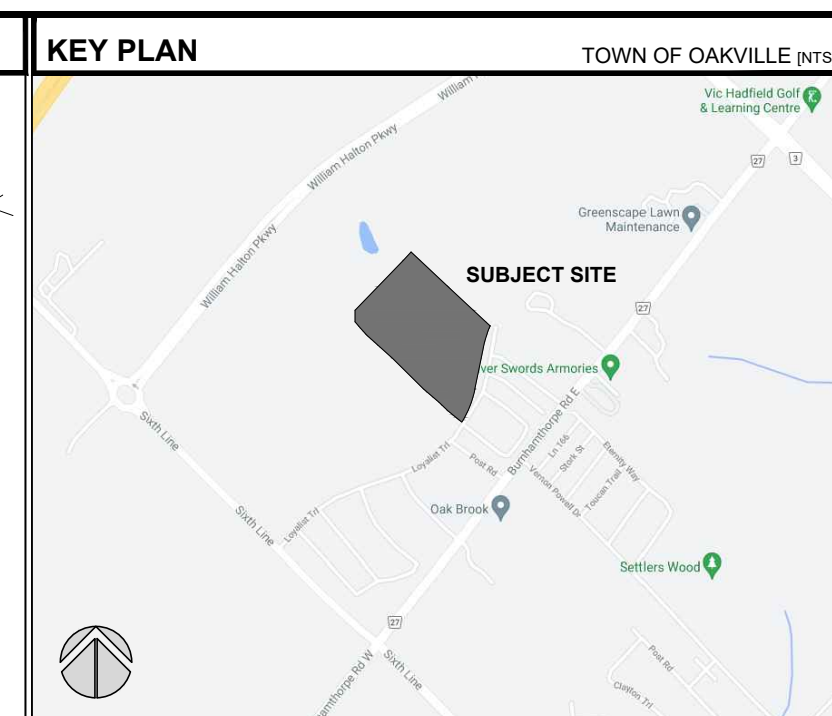 KEY PLAN
TOWN OF OAKVILLE [NTS
William
Vic Hadfield Golf
& Learning Centre
William Halton Pkwy
27
3
Greenscape Lawn
Maintenance
William Halton Pkwy
SUBJECT SITE
27
ver Swords Armories
Sixth Line
Burnhamthorpe Rd E
Ln 166
Stork St
Eternity Way
Loyalist Trl
Post Rd
Vernon Powell Dr
Toucan Trail
Oak Brook
Sixth Line
Loyalist Trl
Settlers Wood
27
Sixth Line
mthorpe Rd W
Post Rd
Clayton Trl